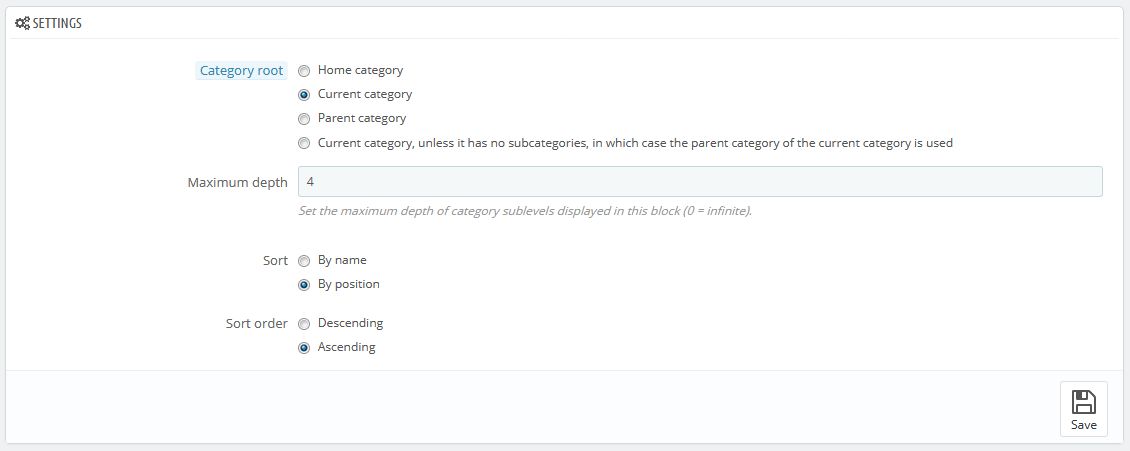 SETTINGS
Category root
Home category
Current category
Parent category
Current category, unless it has no subcategories, in which case the parent category of the current category is used
Maximum depth
4
Set the maximum depth of category sublevels displayed in this block (0 = infinite).
Sort
By name
By position
Sort order
Descending
Ascending
Save